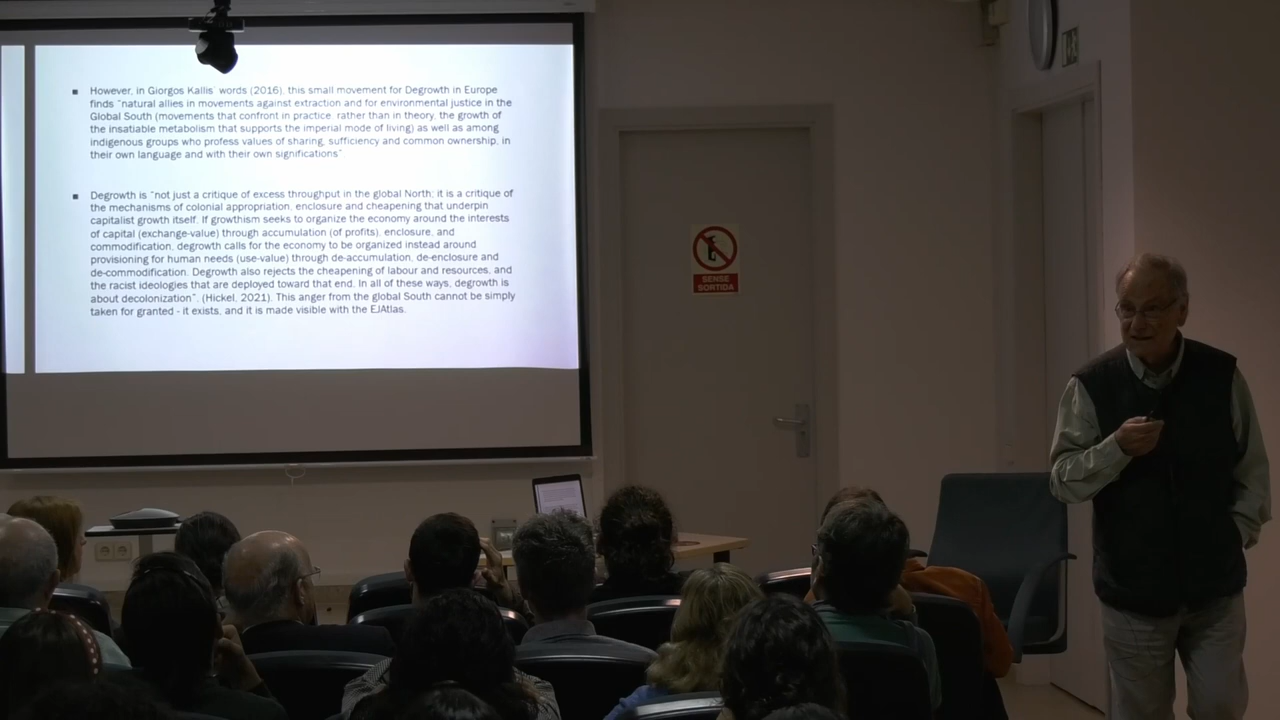 ▪ However, in Giorgos Kallis' words (2016), this small movement for Degrowth in Europe
finds "natural allies in movements against extraction and for environmental justice in the
Global South (movements that confront in practice, rather than in theory, the growth of
the insatiable metabolism that supports the imperial mode of living) as well as among
indigenous groups who profess values of sharing, sufficiency and common ownership, in
their own language and with their own significations"
▪ Degrowth is "not just a critique of excess throughput in the global North; it is a critique of
the mechanisms of colonial appropriation, enclosure and cheapening that underpin
capitalist growth itself. If growthism seeks to organize the economy around the interests
of capital (exchange-value) through accumulation (of profits), enclosure, and
commodification, degrowth calls for the economy to be organized instead around
provisioning for human needs (use-value) through de-accumulation, de-enclosure and
de-commodification. Degrowth also rejects the cheapening of labour and resources, and
the racist ideologies that are deployed toward that end. In all of these ways, degrowth is
about decolonization". (Hickel, 2021). This anger from the global South cannot be simply
taken for granted - it exists, and it is made visible with the EJAtlas.
SENSE
SORTIDA